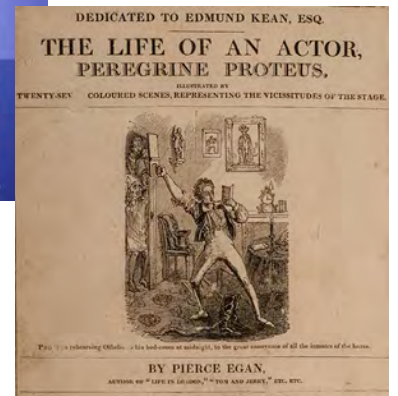 DEDICATED TO EDMUND KEAN, ESQ.
THE LIFE OF AN ACTOR,
PEREGRINE PROTEUS,
ILLUSTRATED BY
TWENTY-SEV COLOURED SCENES, REPRESENTING THE VICISSITUDES OF THE STAGE.
rehearsing Othello his bed-room at midnight, to the great annoyance of all the inmates of the house.
BY PIERCE EGAN,
AUTHOR OF "LIFE IN LONDON," "TOM AND JERRY," ETC. ETC.